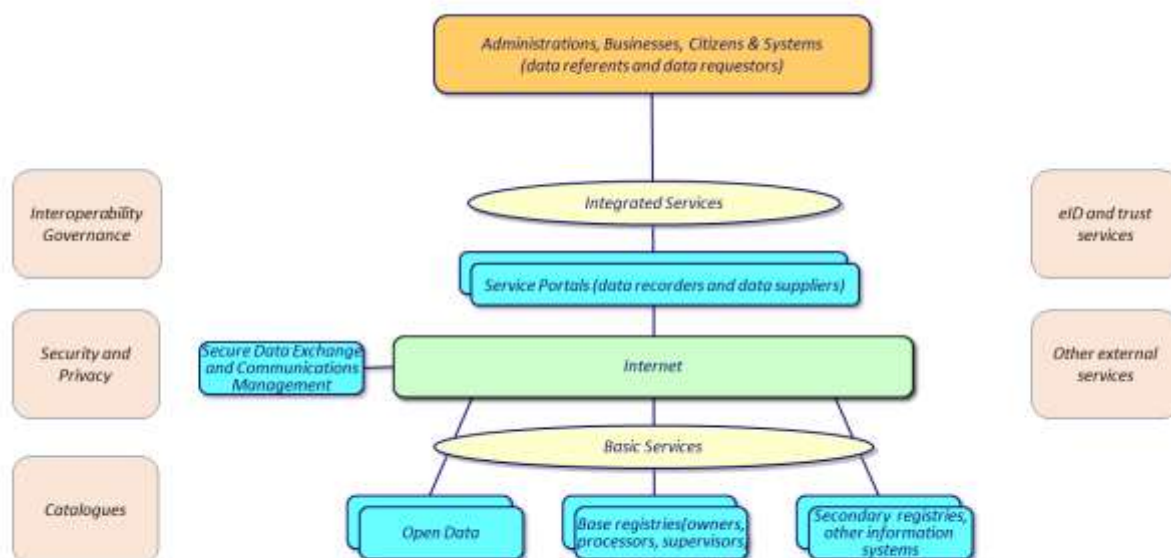 Administrations, Businesses, Citizens & Systems
(data referents and data requestors)
Interoperability
Governance
Integrated Services
eID and trust
services
Service Portals (data recorders and data suppliers)
Security and
Privacy
Secure Data Exchange
and Communications
Management
Internet
Other external
services
Basic Services
Catalogues
Open Data
Base registries(owners,
processors, supervisors
Secondary registries,
other information
systems